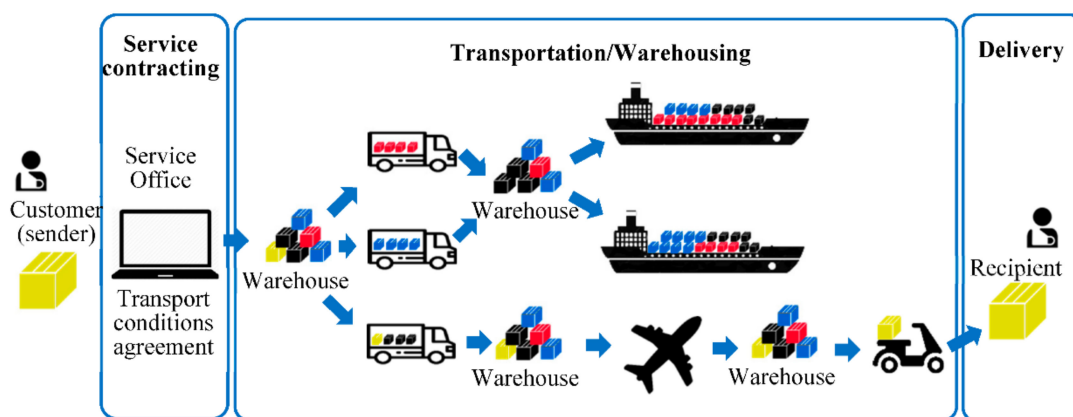 Service
contracting
Transportation/Warehousing
Delivery
Service
Office
Customer
(sender)
Transport
conditions
agreement
Warehouse
Warehouse
Warehouse
Warehouse
Recipient